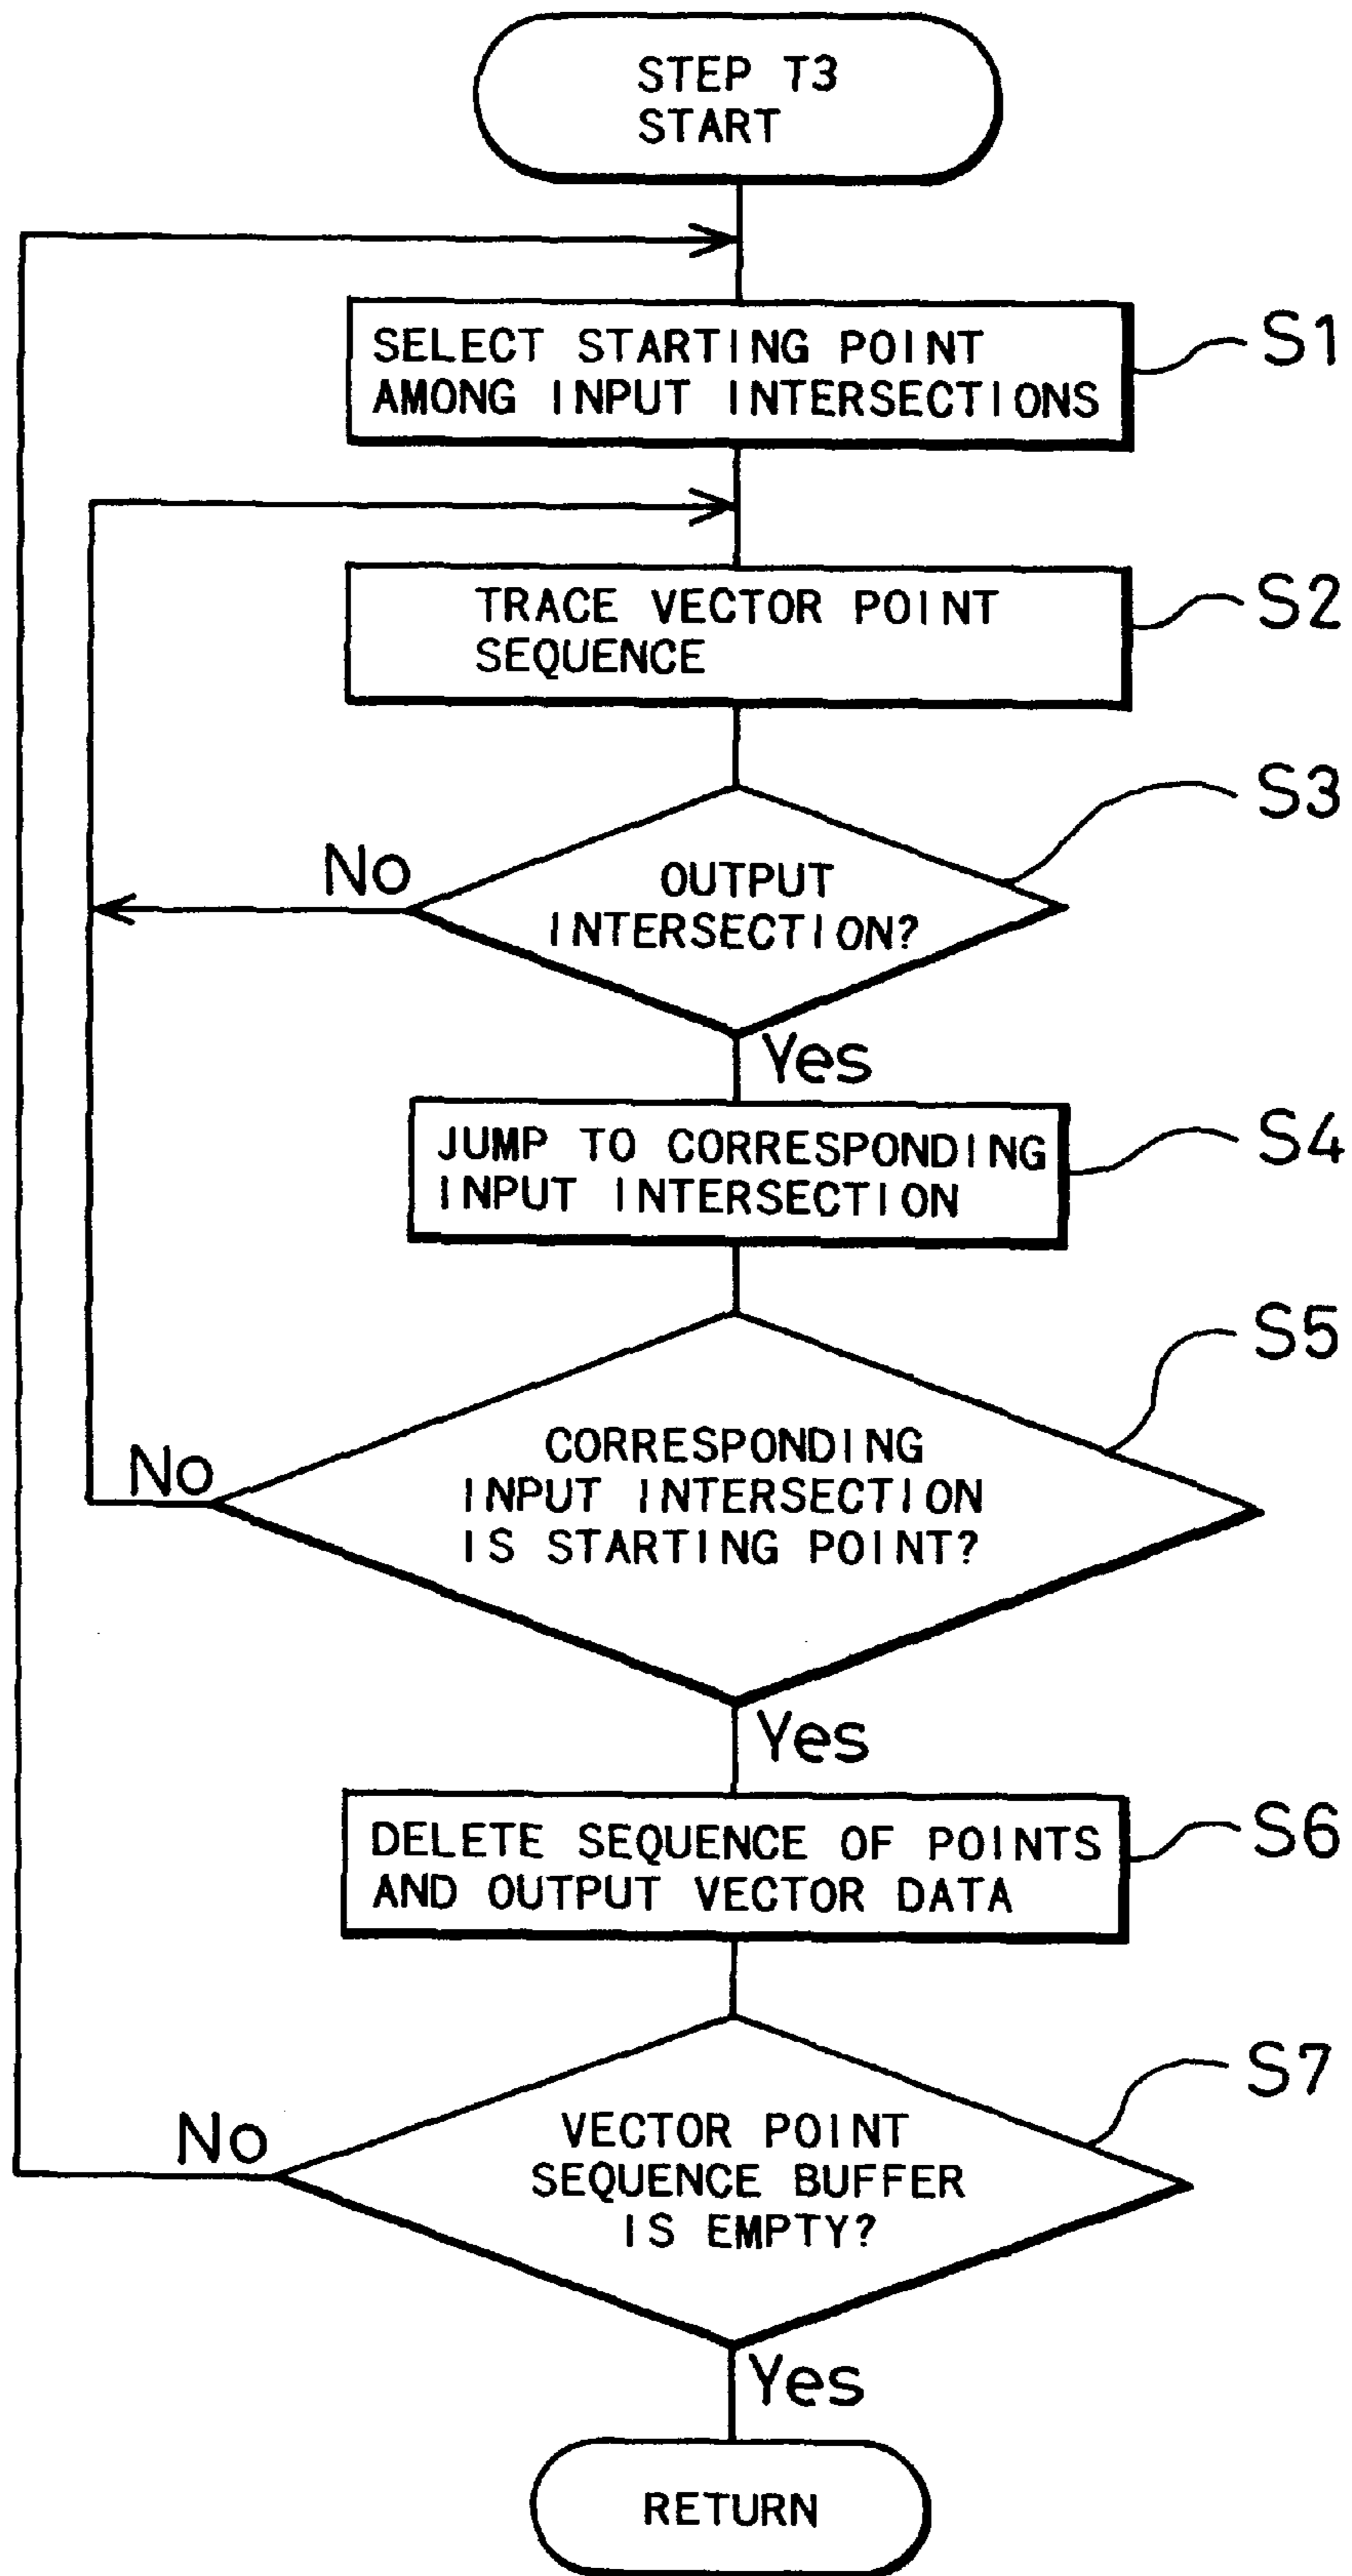 STEP T3
START
SELECT STARTING POINT
AMONG INPUT INTERSECTIONS
S1
TRACE VECTOR POINT
SEQUENCE
S2
S3
No
OUTPUT
INTERSECTION?
Yes
JUMP TO CORRESPONDING
INPUT INTERSECTION
S4
S5
No
CORRESPONDING
INPUT INTERSECTION
IS STARTING POINT?
Yes
DELETE SEQUENCE OF POINTS
AND OUTPUT VECTOR DATA
S6
S7
No
VECTOR POINT
SEQUENCE BUFFER
IS EMPTY?
Yes
RETURN